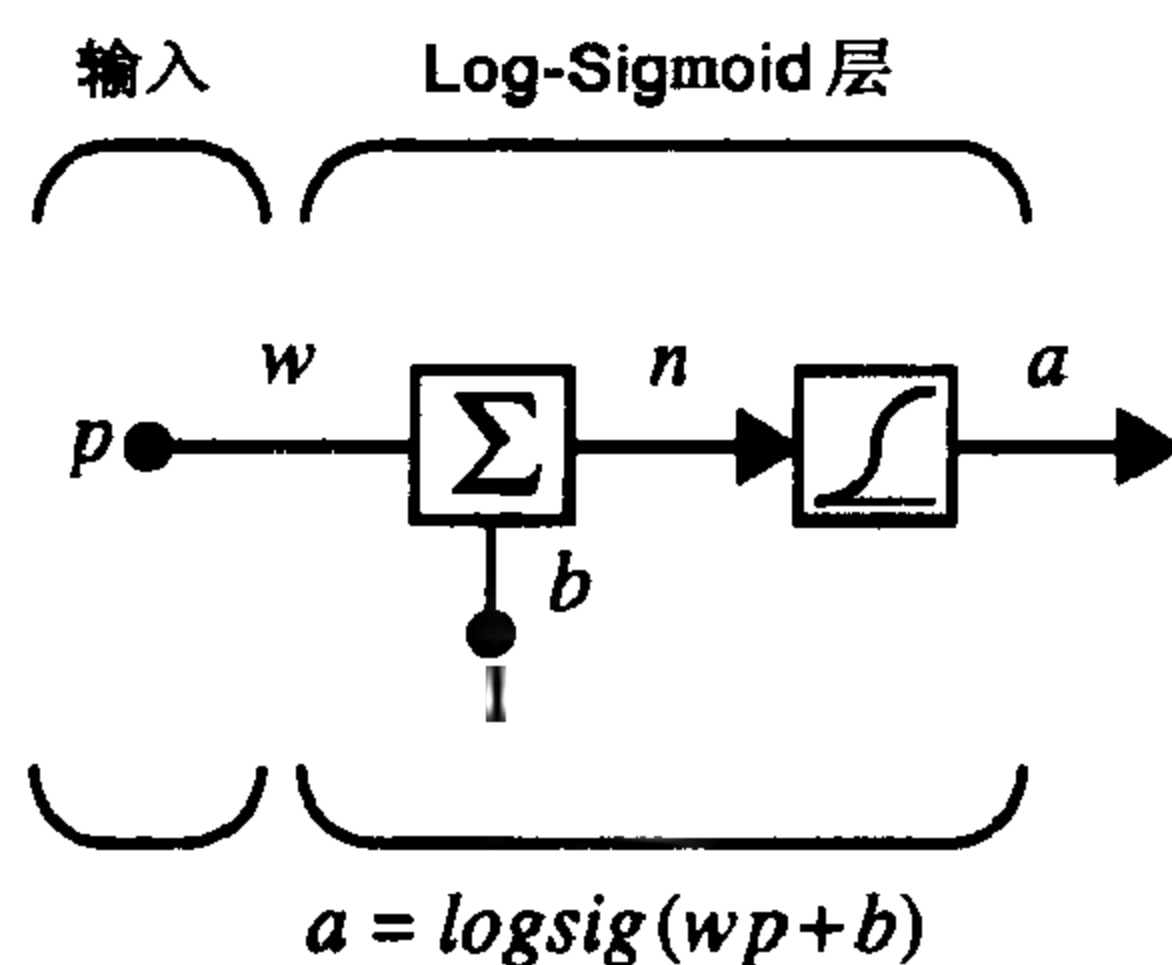 输入 Log-Sigmoid 层
w n a
p Σ
b
1
a = logsig(wp+b)